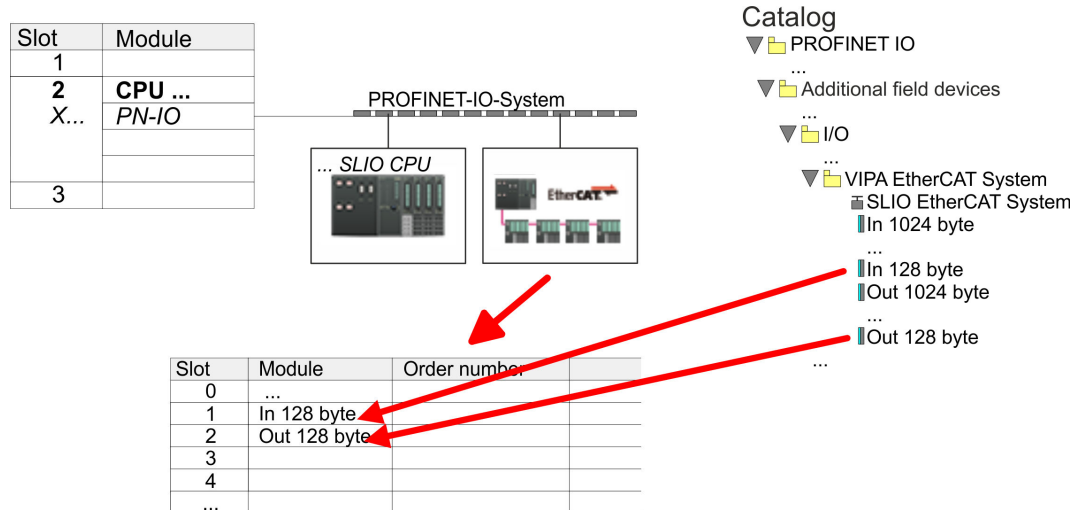 Slot Module
1
2 CPU ...
X... PN-IO
3
PROFINET-IO-System
... SLIO CPU
EtherCAT
Catalog
PROFINET IO
...
Additional field devices
...
I/O
...
VIPA EtherCAT System
SLIO EtherCAT System
In 1024 byte
...
In 128 byte
Out 1024 byte
...
Out 128 byte
...
Slot Module Order number
0 ...
1 In 128 byte
2 Out 128 byte
3
4
...